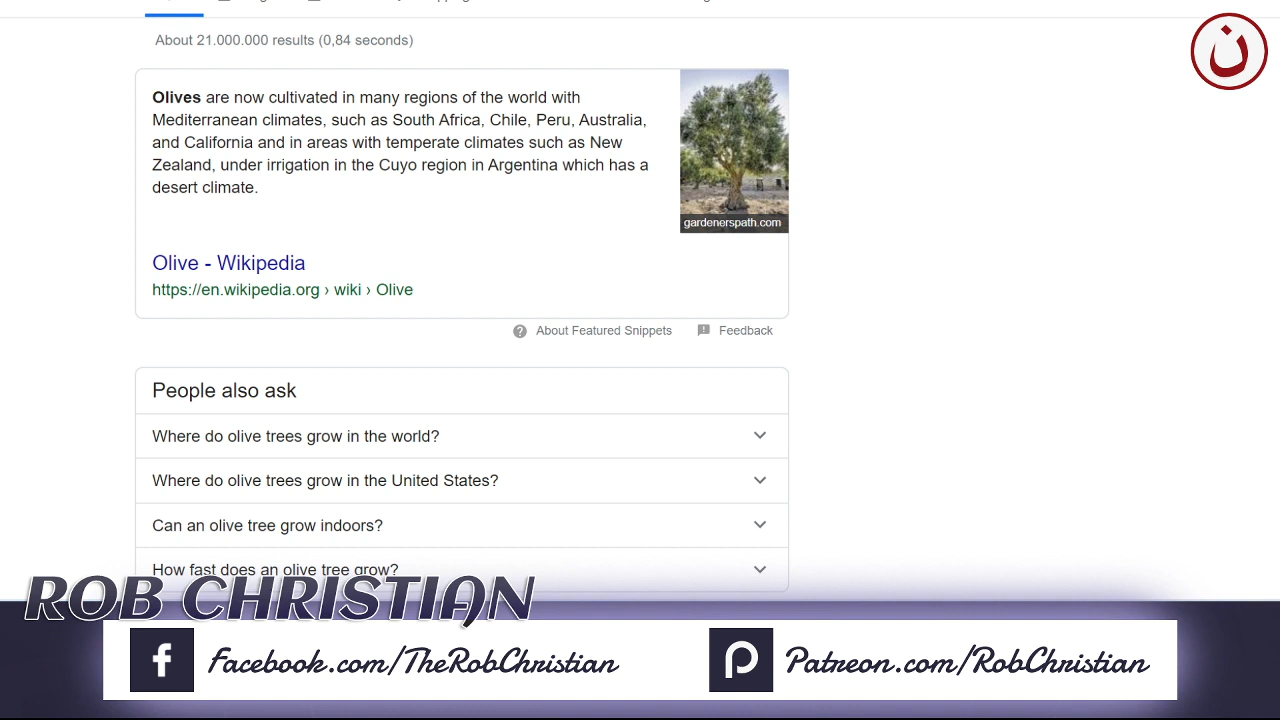 About 21.000.000 results (0,84 seconds)
ن
Olives are now cultivated in many regions of the world with
Mediterranean climates, such as South Africa, Chile, Peru, Australia,
and California and in areas with temperate climates such as New
Zealand, under irrigation in the Cuyo region in Argentina which has a
desert climate.
gardenerspath.com
Olive - Wikipedia
https://en.wikipedia.org › wiki › Olive
About Featured Snippets
Feedback
People also ask
Where do olive trees grow in the world?
Where do olive trees grow in the United States?
Can an olive tree grow indoors?
How fast does an olive tree grow?
ROB CHRISTIAN
Facebook.com/TheRobChristian
Patreon.com/RobChristian